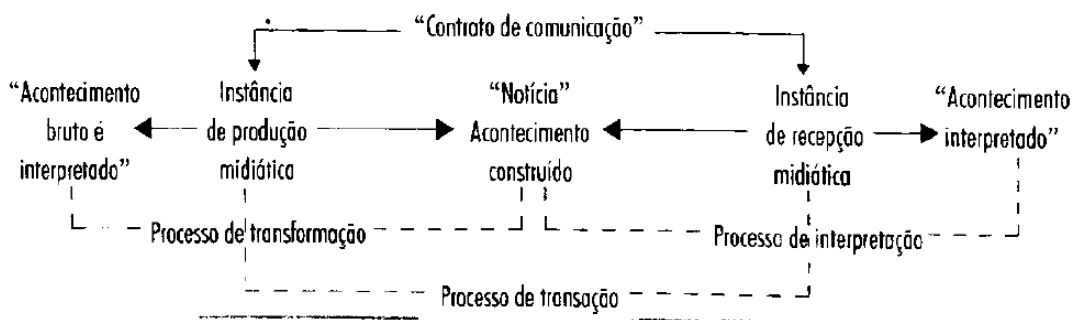 “Contrato de comunicação”
“Acontecimento
bruto é
interpretado”
Instância
de produção
midiática
“Notícia”
Acontecimento
construído
Instância
de recepção
midiática
“Acontecimento
interpretado”
Processo de transformação
Processo de interpretação
Processo de transação